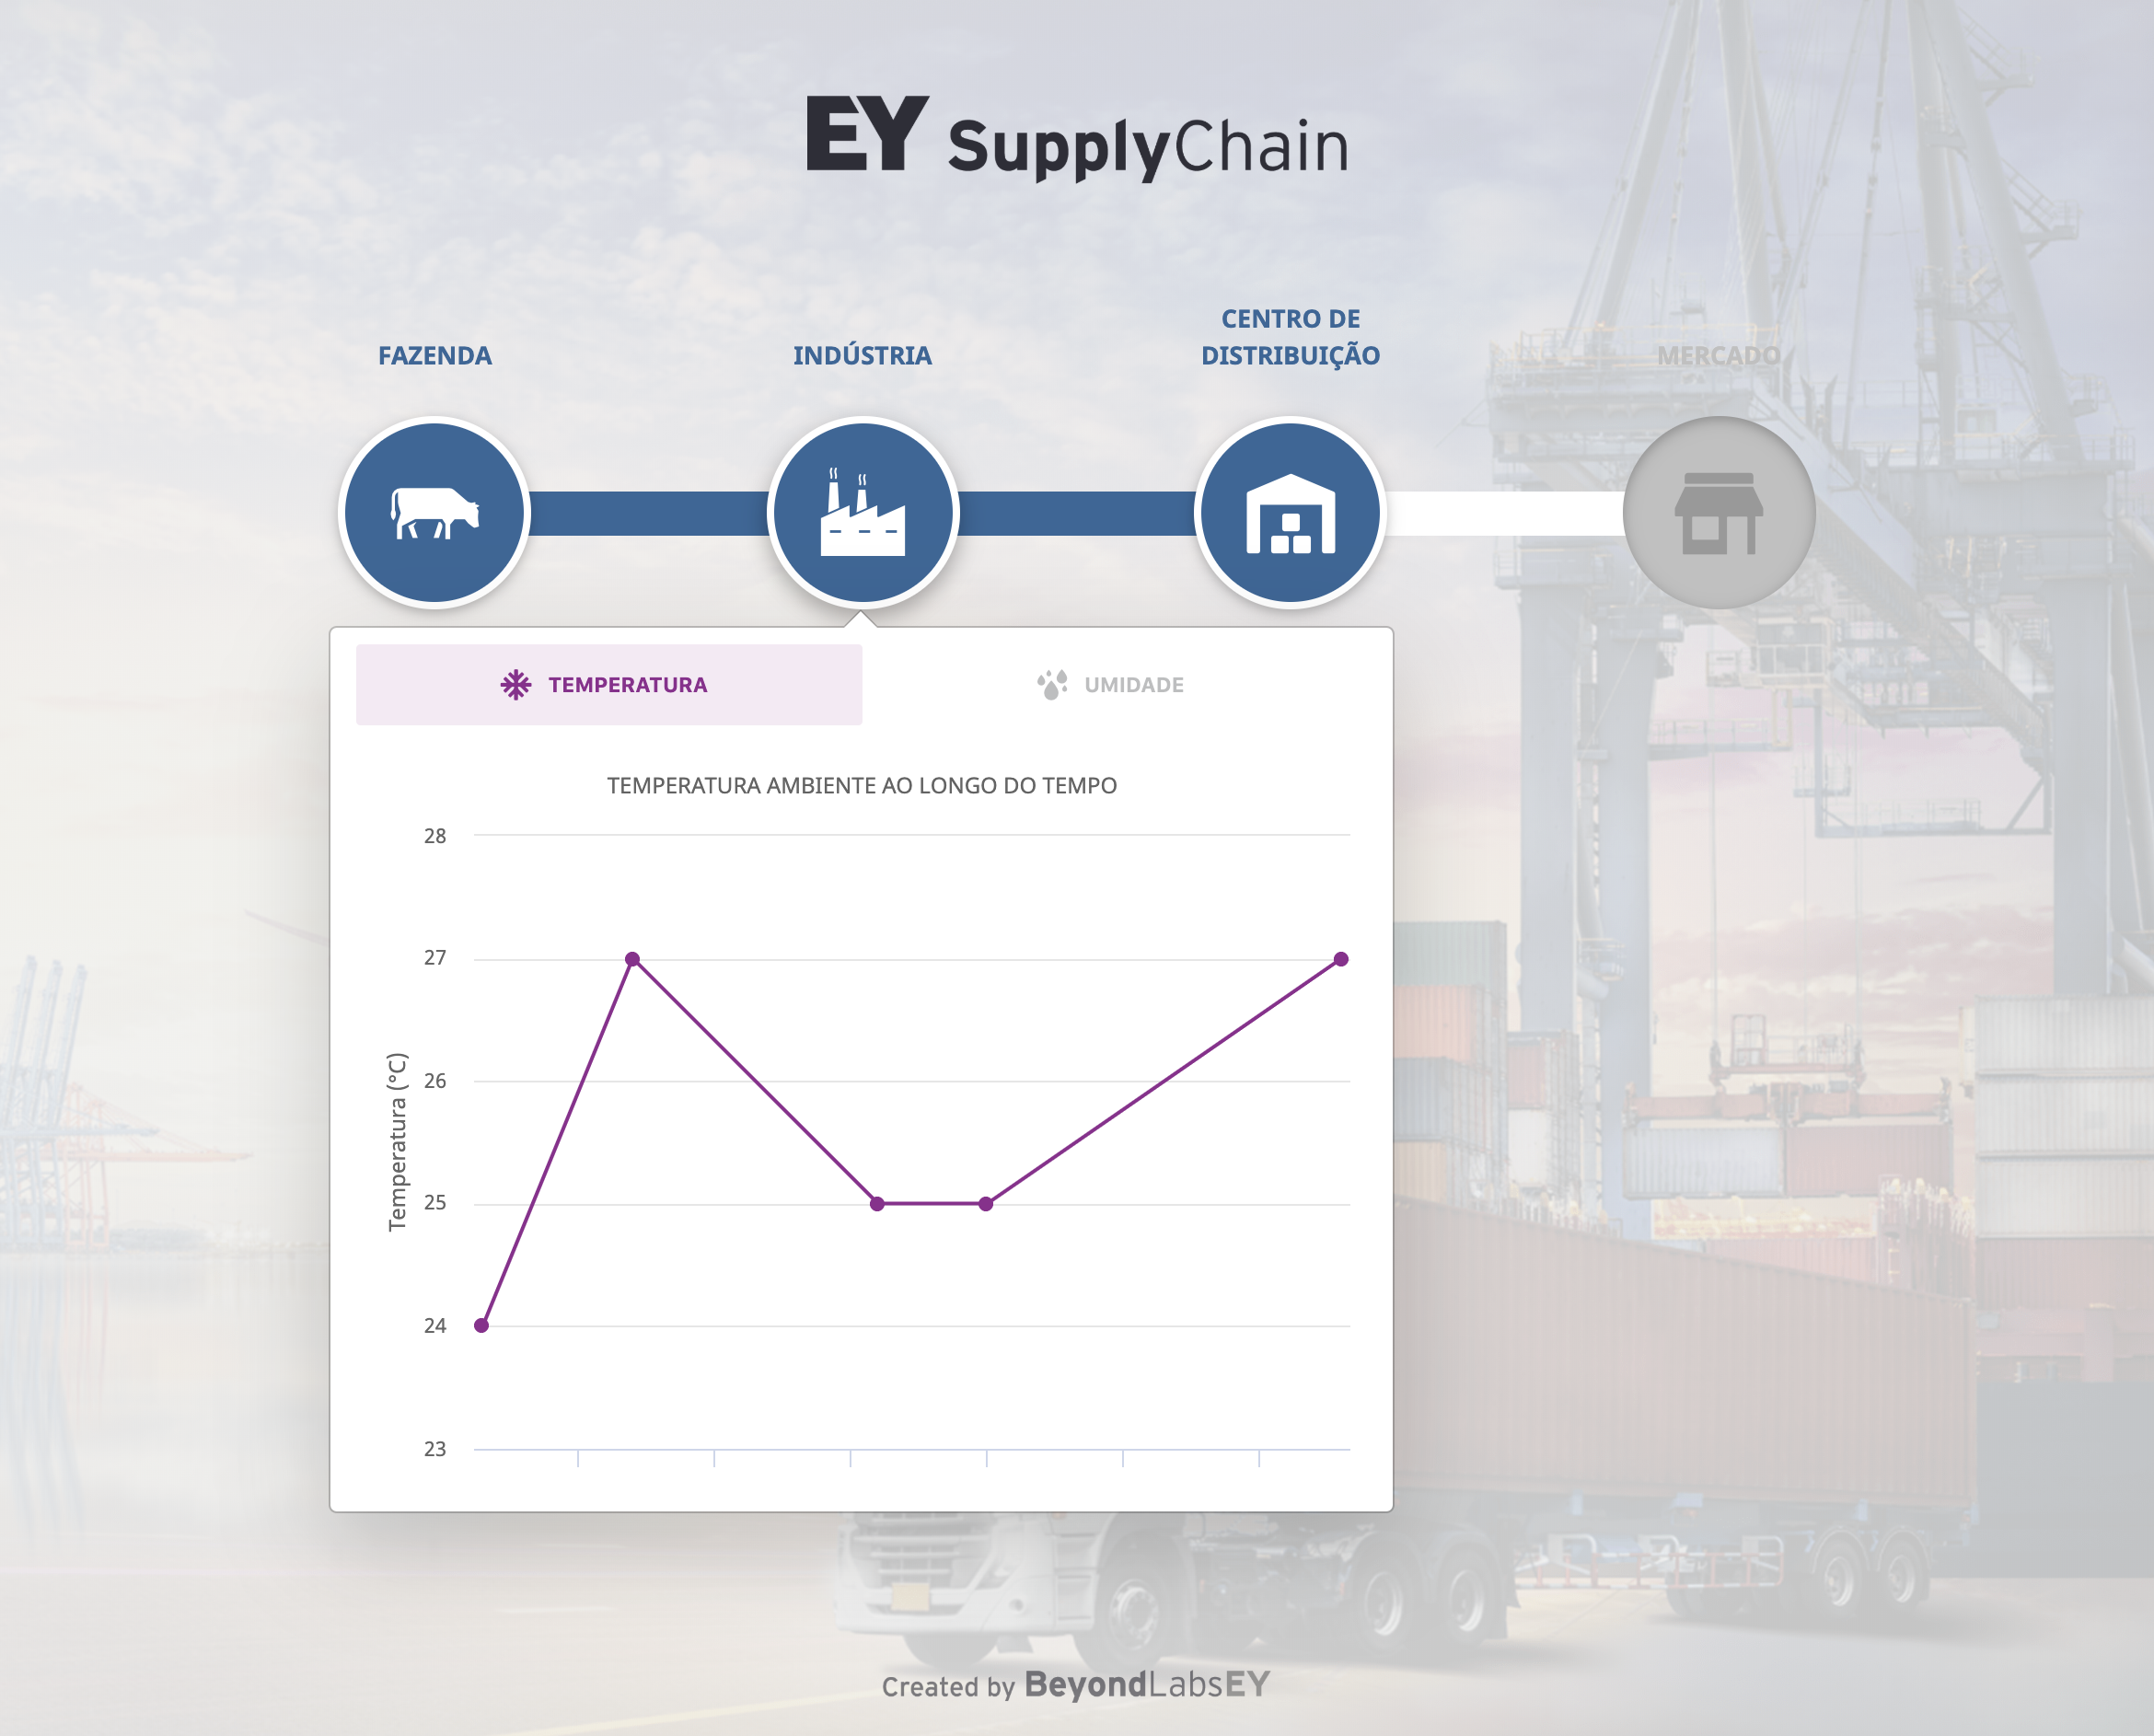 EY SupplyChain
FAZENDA
INDÚSTRIA
CENTRO DE
DISTRIBUIÇÃO
MERCADO
TEMPERATURA
UMIDADE
TEMPERATURA AMBIENTE AO LONGO DO TEMPO
28
27
26
25
24
23
Temperatura (°C)
Created by BeyondLabsEY